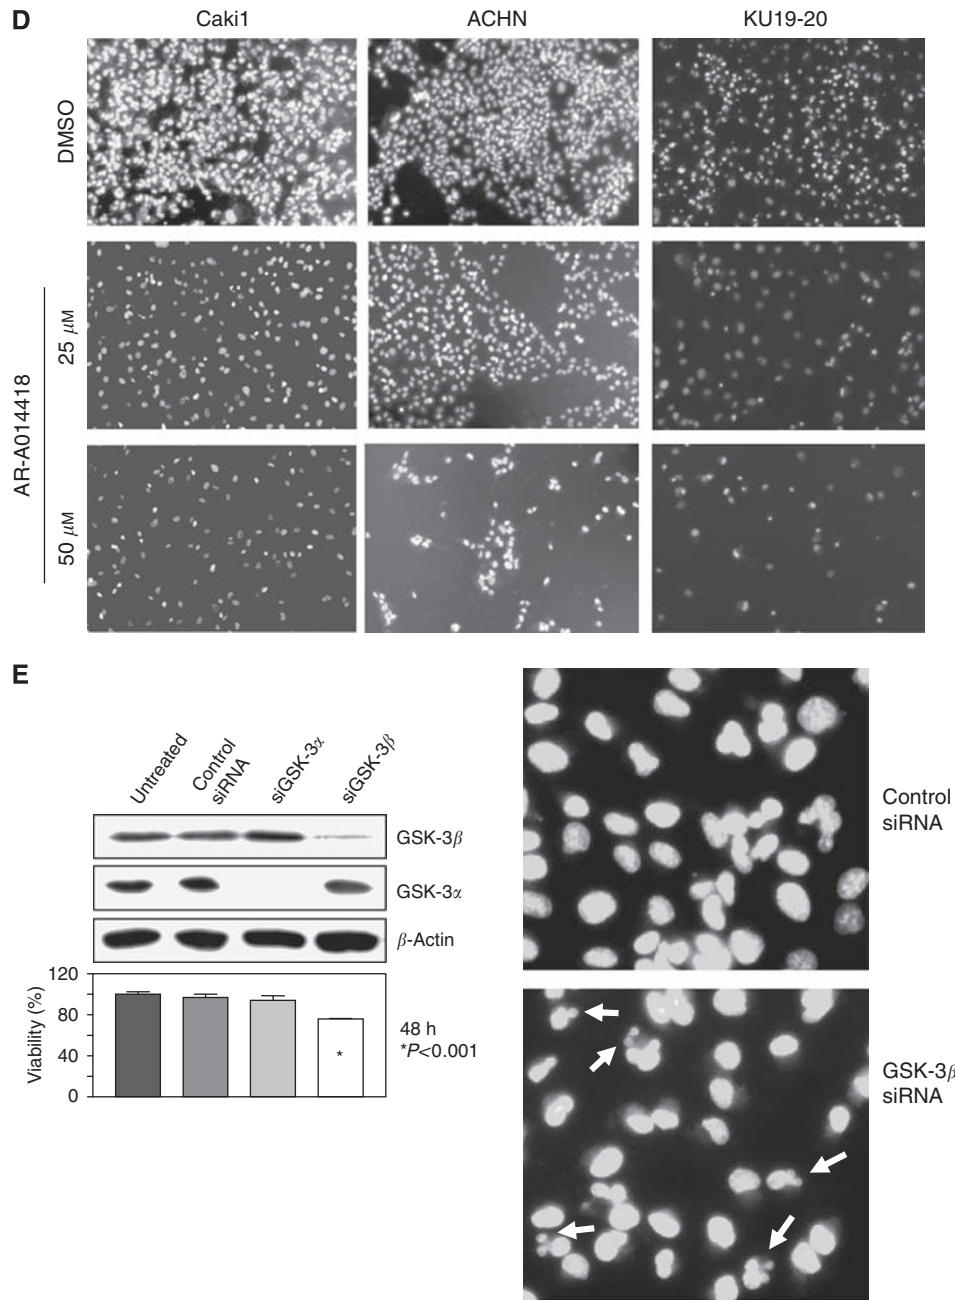 D
Caki1 ACHN KU19-20
DMSO
AR-A014418
25 μM
50 μM
E
Untreated
Control
siRNA
siGSK-3α
siGSK-3β
GSK-3β
GSK-3α
β-Actin
Viability (%)
120
80
40
0
*
48 h
*P<0.001
Control
siRNA
GSK-3β
siRNA